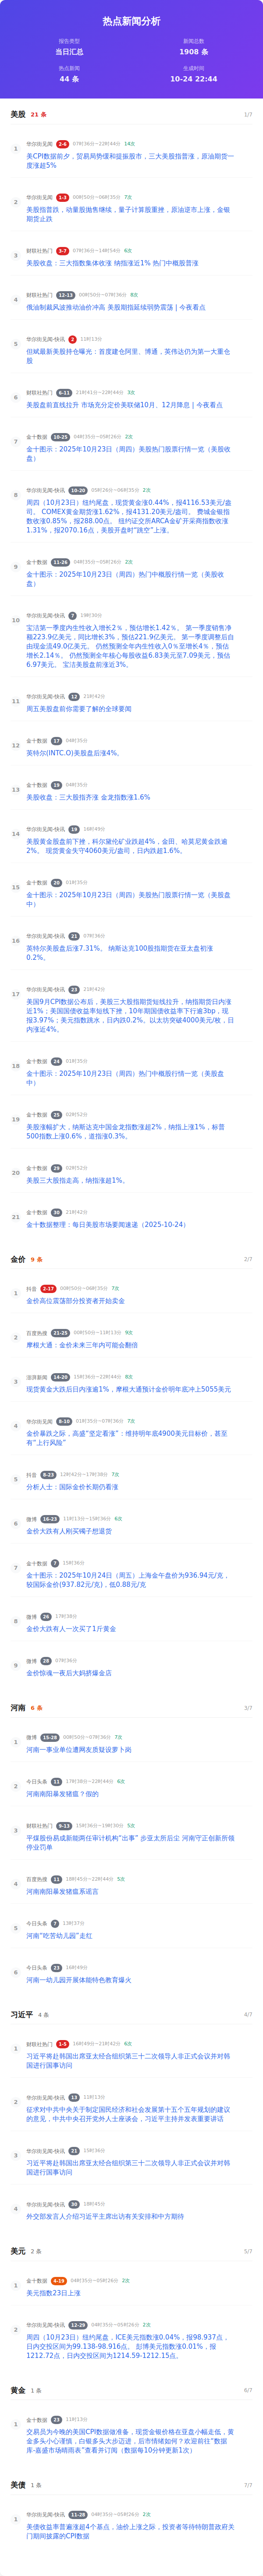 热点新闻分析
报告类型
新闻总数
当日汇总
1908 条
热点新闻
生成时间
44 条
10-24 22:44
美股 21 条
1/7
1
华尔街见闻 2-6 07时36分~22时44分 14次
美CPI数据前夕，贸易局势缓和提振股市，三大美股指普涨，原油期货一
度涨超5%
2
华尔街见闻 1-3 00时50分~06时35分 7次
美股指普跌，动量股抛售继续，量子计算股重挫，原油逆市上涨，金银
期货止跌
3
财联社热门 3-7 07时36分~14时54分 6次
美股收盘：三大指数集体收涨 纳指涨近1% 热门中概股普涨
4
财联社热门 12-13 00时50分~07时36分 8次
俄油制裁风波推动油价冲高 美股期指延续弱势震荡 | 今夜看点
5
华尔街见闻-快讯 2 11时13分
但斌最新美股持仓曝光：首度建仓阿里、博通，英伟达仍为第一大重仓
股
6
财联社热门 6-11 21时41分~22时44分 3次
美股盘前直线拉升 市场充分定价美联储10月、12月降息 | 今夜看点
7
金十数据 10-25 04时35分~05时26分 2次
金十图示：2025年10月23日（周四）美股热门股票行情一览（美股收
盘）
8
华尔街见闻-快讯 10-20 05时26分~06时35分 2次
周四（10月23日）纽约尾盘，现货黄金涨0.44%，报4116.53美元/盎
司。 COMEX黄金期货涨1.62%，报4131.20美元/盎司。 费城金银指
数收涨0.85%，报288.00点。 纽约证交所ARCA金矿开采商指数收涨
1.31%，报2070.16点，美股开盘时“跳空”上涨。
9
金十数据 11-26 04时35分~05时26分 2次
金十图示：2025年10月23日（周四）热门中概股行情一览（美股收
盘）
10
华尔街见闻-快讯 7 19时30分
宝洁第一季度内生性收入增长2％，预估增长1.42％。 第一季度销售净
额223.9亿美元，同比增长3%，预估221.9亿美元。 第一季度调整后自
由现金流49.0亿美元。 仍然预测全年内生性收入0％至增长4％，预估
增长2.14％。 仍然预测全年核心每股收益6.83美元至7.09美元，预估
6.97美元。 宝洁美股盘前涨近3%。
11
华尔街见闻-快讯 12 21时42分
周五美股盘前你需要了解的全球要闻
12
金十数据 17 04时35分
英特尔(INTC.O)美股盘后涨4%。
13
金十数据 19 04时35分
美股收盘：三大股指齐涨 金龙指数涨1.6%
14
华尔街见闻-快讯 19 16时49分
美股黄金股盘前下挫，科尔黛伦矿业跌超4%，金田、哈莫尼黄金跌逾
2%。 现货黄金失守4060美元/盎司，日内跌超1.6%。
15
金十数据 20 01时35分
金十图示：2025年10月23日（周四）美股热门股票行情一览（美股盘
中）
16
华尔街见闻-快讯 21 07时36分
英特尔美股盘后涨7.31%。 纳斯达克100股指期货在亚太盘初涨
0.2%。
17
华尔街见闻-快讯 23 21时42分
美国9月CPI数据公布后，美股三大股指期货短线拉升，纳指期货日内涨
近1%；美国国债收益率短线下挫，10年期国债收益率下行逾3bp，现
报3.97%；美元指数跳水，日内跌0.2%。以太坊突破4000美元/枚，日
内涨近4%。
18
金十数据 24 01时35分
金十图示：2025年10月23日（周四）热门中概股行情一览（美股盘
中）
19
金十数据 25 02时52分
美股涨幅扩大，纳斯达克中国金龙指数涨超2%，纳指上涨1%，标普
500指数上涨0.6%，道指涨0.3%。
20
金十数据 29 02时52分
美股三大股指走高，纳指涨超1%。
21
金十数据 30 21时42分
金十数据整理：每日美股市场要闻速递（2025-10-24）
金价 9 条
2/7
1
抖音 2-17 00时50分~06时35分 7次
金价高位震荡部分投资者开始卖金
2
百度热搜 21-25 00时50分~11时13分 9次
摩根大通：金价未来三年内可能会翻倍
3
澎湃新闻 14-20 15时36分~22时44分 8次
现货黄金大跌后日内涨逾1%，摩根大通预计金价明年底冲上5055美元
4
华尔街见闻 8-10 01时35分~07时36分 7次
金价暴跌之际，高盛“坚定看涨”：维持明年底4900美元目标价，甚至
有“上行风险”
5
抖音 8-23 12时62分~17时38分 7次
分析人士：国际金价长期仍看涨
6
微博 16-23 11时13分~15时36分 6次
金价大跌有人刚买镯子想退货
7
金十数据 7 15时36分
金十图示：2025年10月24日（周五）上海金午盘价为936.94元/克，
较国际金价(937.82元/克)，低0.88元/克
8
微博 26 17时38分
金价大跌有人一次买了1斤黄金
9
微博 28 07时36分
金价惊魂一夜后大妈挤爆金店
河南 6 条
3/7
1
微博 15-28 00时50分~07时36分 7次
河南一事业单位遭网友质疑设萝卜岗
2
今日头条 11 17时38分~22时44分 6次
河南南阳暴发猪瘟？假的
3
财联社热门 9-13 15时36分~19时30分 5次
平煤股份易成新能两任审计机构“出事” 步亚太所后尘 河南守正创新所领
停业罚单
4
百度热搜 11 18时45分~22时44分 5次
河南南阳暴发猪瘟系谣言
5
今日头条 7 13时37分
河南“吃苦幼儿园”走红
6
今日头条 23 16时49分
河南一幼儿园开展体能特色教育爆火
习近平 4 条
4/7
1
财联社热门 1-5 16时49分~21时42分 6次
习近平将赴韩国出席亚太经合组织第三十二次领导人非正式会议并对韩
国进行国事访问
2
华尔街见闻-快讯 13 11时13分
征求对中共中央关于制定国民经济和社会发展第十五个五年规划的建议
的意见，中共中央召开党外人士座谈会，习近平主持并发表重要讲话
3
华尔街见闻-快讯 21 15时36分
习近平将赴韩国出席亚太经合组织第三十二次领导人非正式会议并对韩
国进行国事访问
4
华尔街见闻-快讯 30 18时45分
外交部发言人介绍习近平主席出访有关安排和中方期待
美元 2 条
5/7
1
金十数据 4-19 04时35分~05时26分 2次
美元指数23日上涨
2
华尔街见闻-快讯 12-29 04时35分~05时26分 2次
周四（10月23日）纽约尾盘，ICE美元指数涨0.04%，报98.937点，
日内交投区间为99.138-98.916点。 彭博美元指数涨0.01%，报
1212.72点，日内交投区间为1214.59-1212.15点。
黄金 1 条
6/7
1
金十数据 23 11时13分
交易员为今晚的美国CPI数据做准备，现货金价格在亚盘小幅走低，黄
金多头小心谨慎，白银多头大步迈进，后市情绪如何？欢迎前往“数据
库-嘉盛市场晴雨表”查看并订阅（数据每10分钟更新1次）
美债 1 条
7/7
1
华尔街见闻-快讯 11-28 04时35分~05时26分 2次
美债收益率普遍涨超4个基点，油价上涨之际，投资者等待特朗普政府关
门期间披露的CPI数据